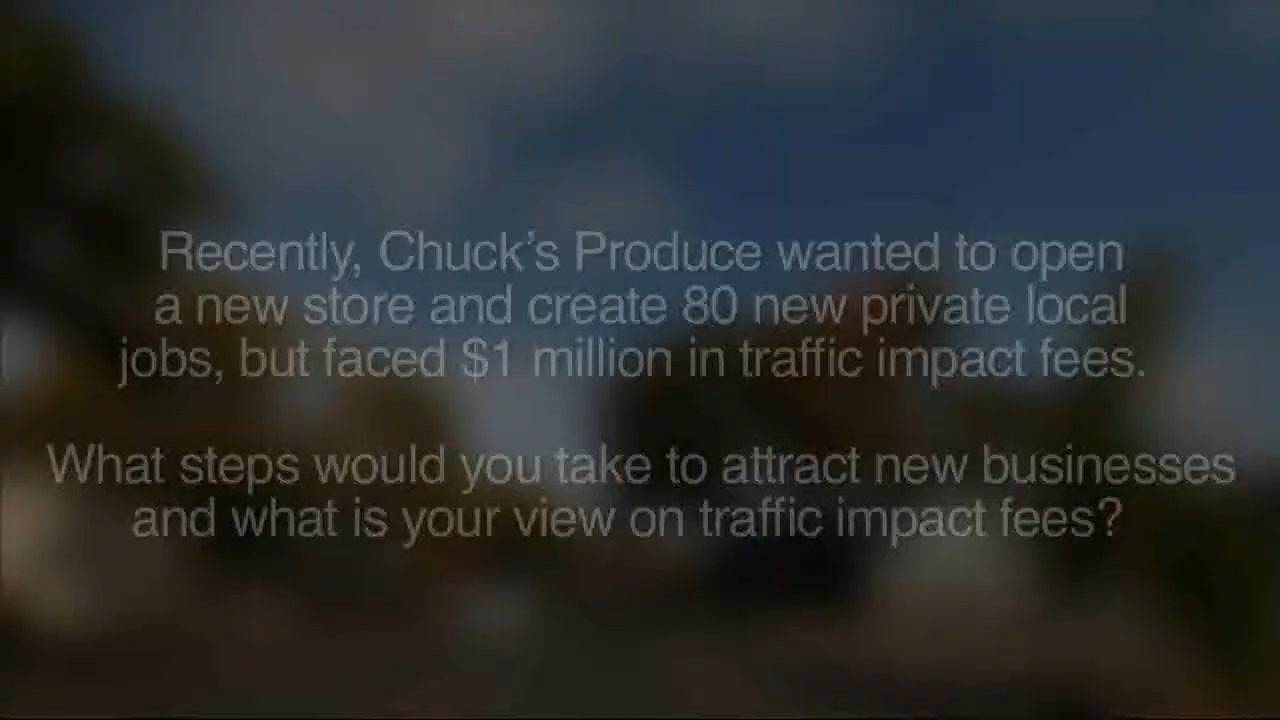 Recently, Chuck’s Produce wanted to open
a new store and create 80 new private local
jobs, but faced $1 million in traffic impact fees.
What steps would you take to attract new businesses
and what is your view on traffic impact fees?